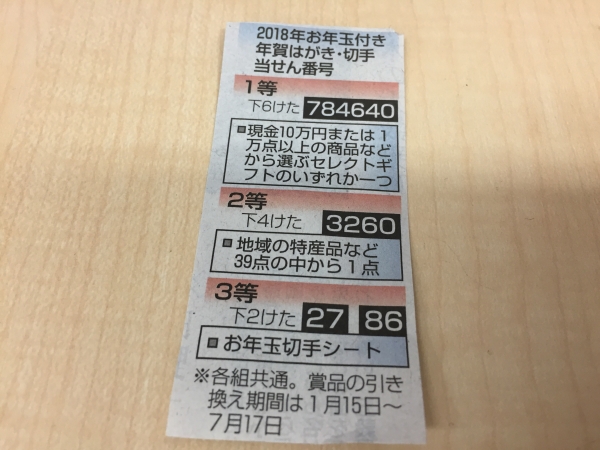 2018年お年玉付き
年賀はがき・切手
当せん番号
1等
下6けた 784640
■現金10万円または1
万点以上の商品など
から選ぶセレクトギ
フトのいずれか一つ
2等
下4けた 3260
■地域の特産品など
39点の中から1点
3等
下2けた 27 86
■お年玉切手シート
※各組共通。賞品の引き
換え期間は1月15日～
7月17日